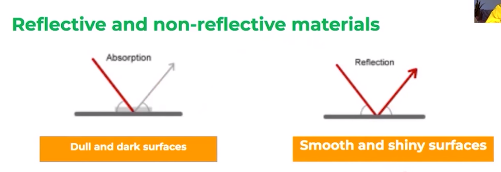 Reflective and non-reflective materials
Absorption
Reflection
Dull and dark surfaces
Smooth and shiny surfaces